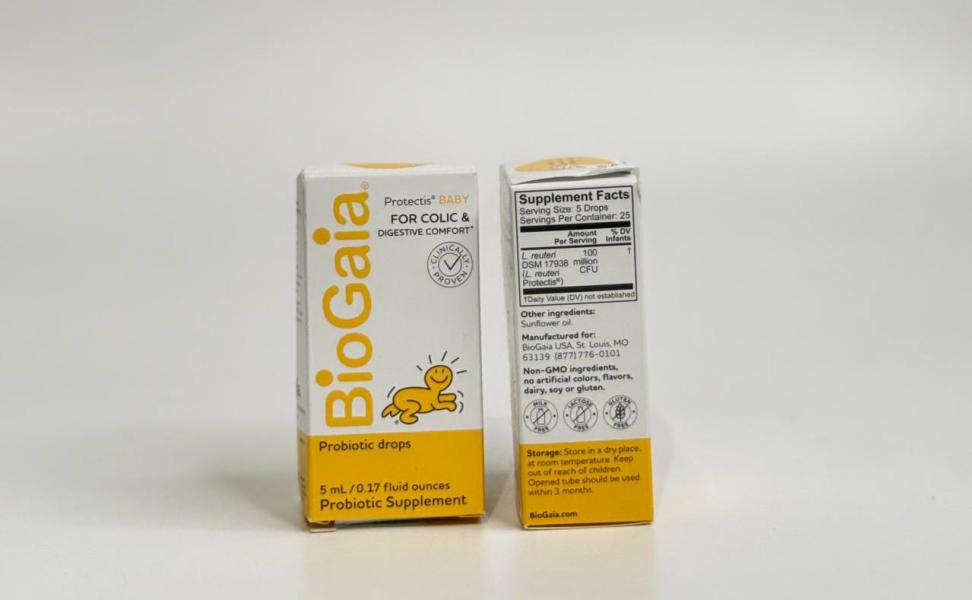 BioGaia®
Protectis® BABY
FOR COLIC &
DIGESTIVE COMFORT*
CLINICALLY
PROVEN
Probiotic drops
5 mL/0.17 fluid ounces
Probiotic Supplement
Supplement Facts
Serving Size: 5 Drops
Servings Per Container: 25
Amount Per Serving
% DV Infants
L. reuteri 100 †
DSM 17938 million
(L. reuteri CFU
Protectis®)
†Daily Value (DV) not established
Other ingredients:
Sunflower oil.
Manufactured for:
BioGaia USA, St. Louis, MO
63139 (877)776-0101
Non-GMO ingredients,
no artificial colors, flavors,
dairy, soy or gluten.
MILK FREE
LACTOSE FREE
GLUTEN FREE
Storage: Store in a dry place,
at room temperature. Keep
out of reach of children.
Opened tube should be used
within 3 months.
BioGaia.com